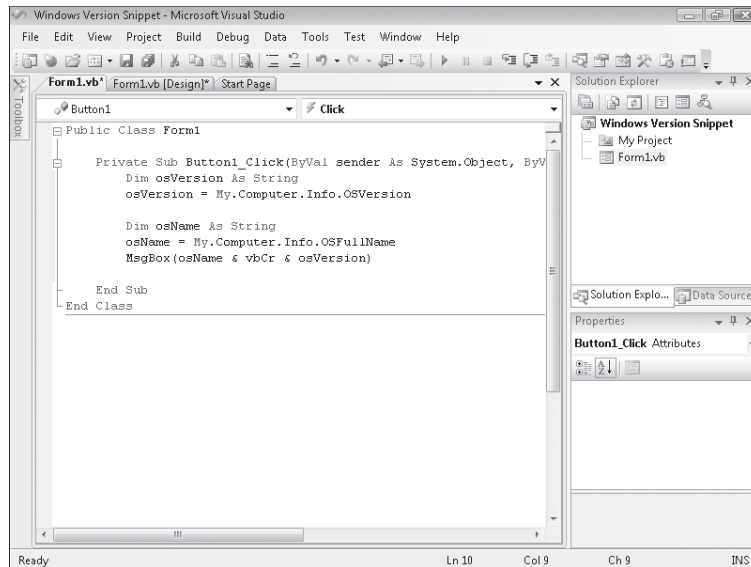 Windows Version Snippet - Microsoft Visual Studio
File Edit View Project Build Debug Data Tools Test Window Help
Form1.vb* Form1.vb [Design]* Start Page
Toolbox
Button1 Click
Public Class Form1
Private Sub Button1_Click(ByVal sender As System.Object, ByV
Dim osVersion As String
osVersion = My.Computer.Info.OSVersion
Dim osName As String
osName = My.Computer.Info.OSFullName
MsgBox(osName & vbCr & osVersion)
End Sub
End Class
Solution Explorer
Windows Version Snippet
My Project
Form1.vb
Solution Explo... Data Source
Properties
Button1_Click Attributes
Ready Ln 10 Col 9 Ch 9 INS